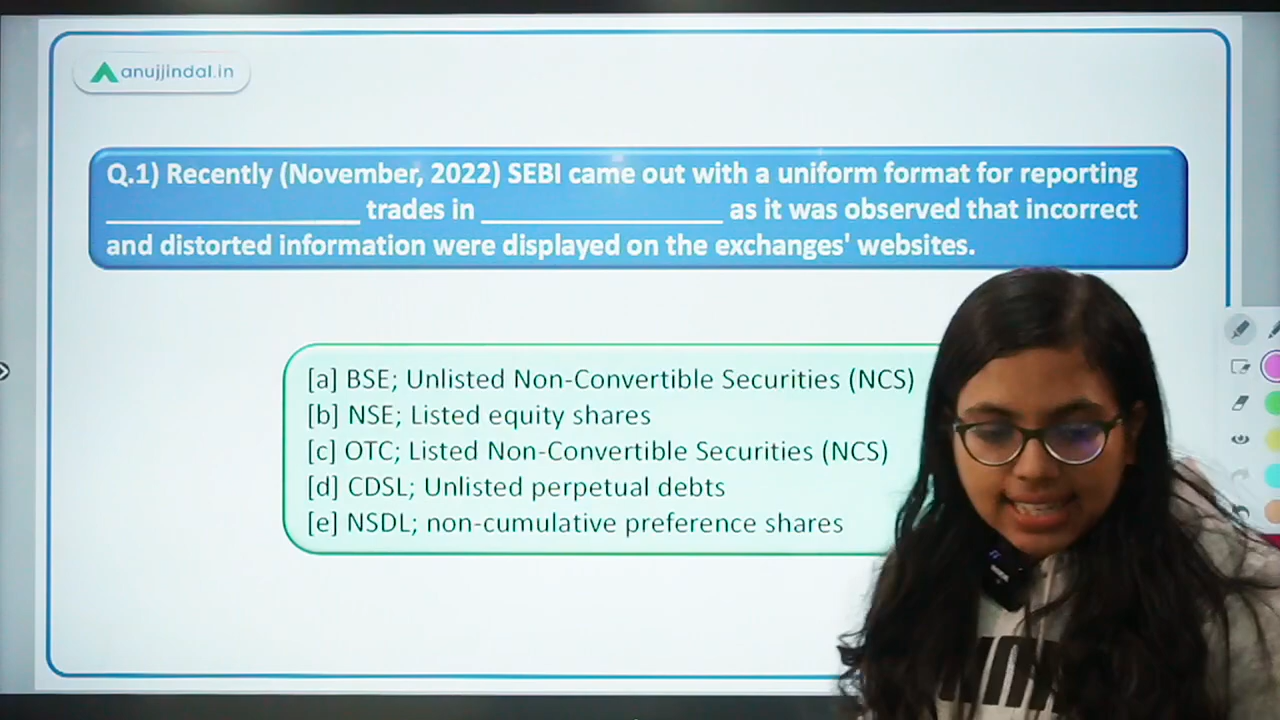 anujjindal.in
Q.1) Recently (November, 2022) SEBI came out with a uniform format for reporting
__________________ trades in _________________ as it was observed that incorrect
and distorted information were displayed on the exchanges' websites.
[a] BSE; Unlisted Non-Convertible Securities (NCS)
[b] NSE; Listed equity shares
[c] OTC; Listed Non-Convertible Securities (NCS)
[d] CDSL; Unlisted perpetual debts
[e] NSDL; non-cumulative preference shares